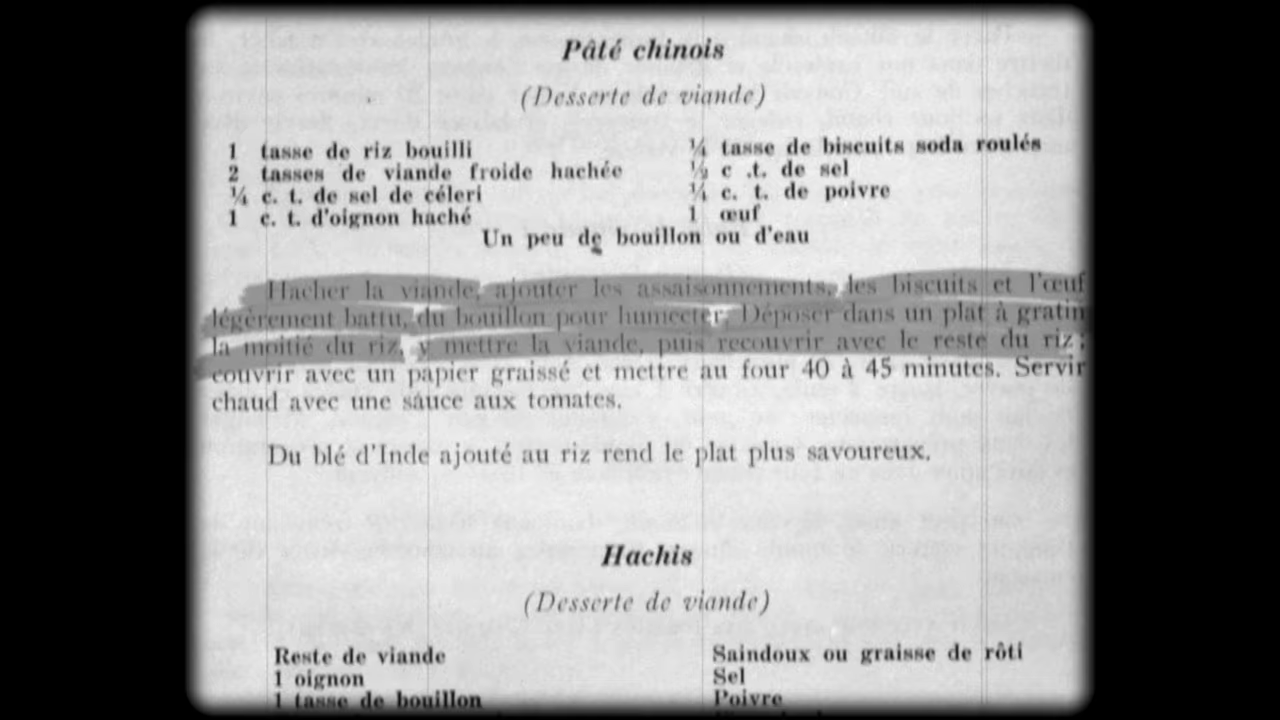 Pâté chinois
(Desserte de viande)
1 tasse de riz bouilli
2 tasses de viande froide hachée
¼ c. t. de sel de céleri
1 c. t. d'oignon haché
¼ tasse de biscuits soda roulés
½ c .t. de sel
¼ c. t. de poivre
1 œuf
Un peu de bouillon ou d'eau
Hacher la viande, ajouter les assaisonnements, les biscuits et l'œuf
légèrement battu, du bouillon pour humecter. Déposer dans un plat à gratin
la moitié du riz, y mettre la viande, puis recouvrir avec le reste du riz ;
couvrir avec un papier graissé et mettre au four 40 à 45 minutes. Servir
chaud avec une sauce aux tomates.
Du blé d'Inde ajouté au riz rend le plat plus savoureux.
Hachis
(Desserte de viande)
Reste de viande
1 oignon
1 tasse de bouillon
Saindoux ou graisse de rôti
Sel
Poivre